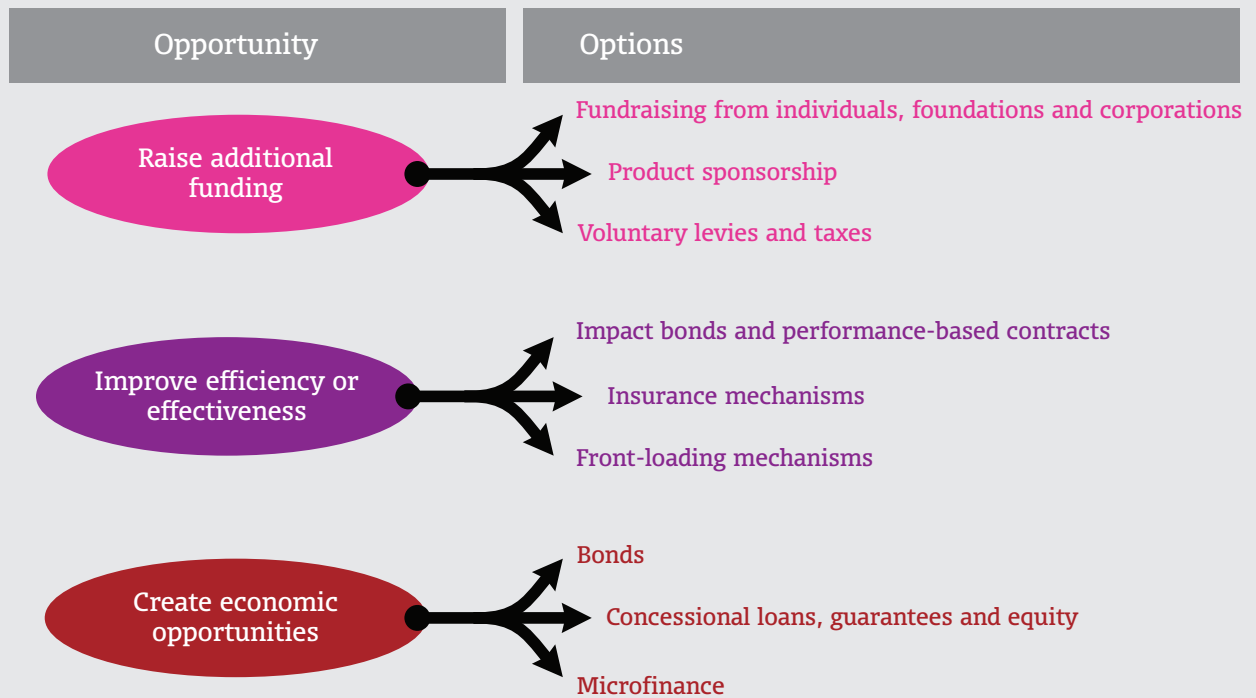 Opportunity
Options
Raise additional
funding
Fundraising from individuals, foundations and corporations
Product sponsorship
Voluntary levies and taxes
Improve efficiency or
effectiveness
Impact bonds and performance-based contracts
Insurance mechanisms
Front-loading mechanisms
Create economic
opportunities
Bonds
Concessional loans, guarantees and equity
Microfinance